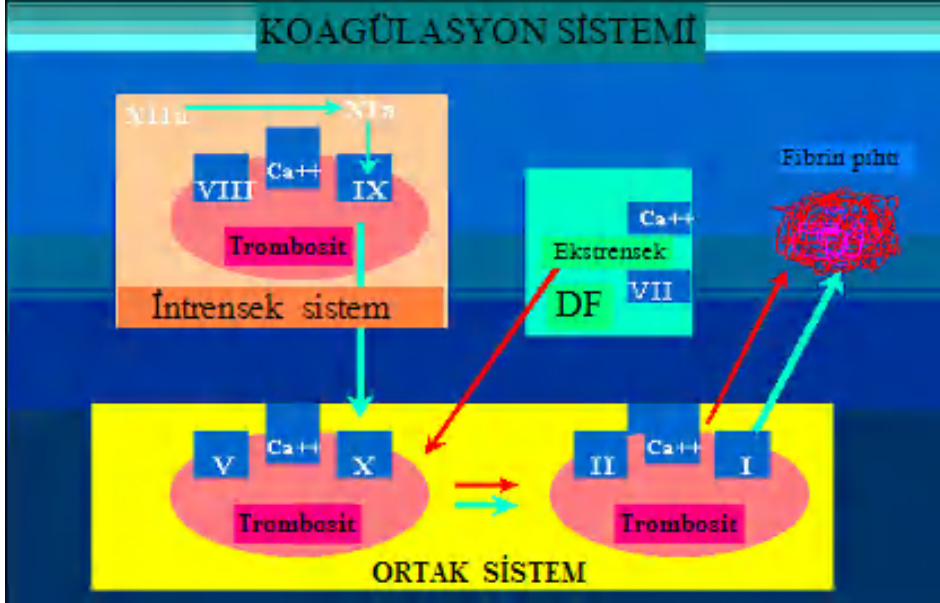 KOAGÜLASYON SİSTEMİ
XIIa XIa
VIII Ca++ IX
Trombosit
İntrensek sistem
Ca++
Ekstrensek
DF VII
Fibrin pıhtı
V Ca++ X
Trombosit
II Ca++ I
Trombosit
ORTAK SİSTEM